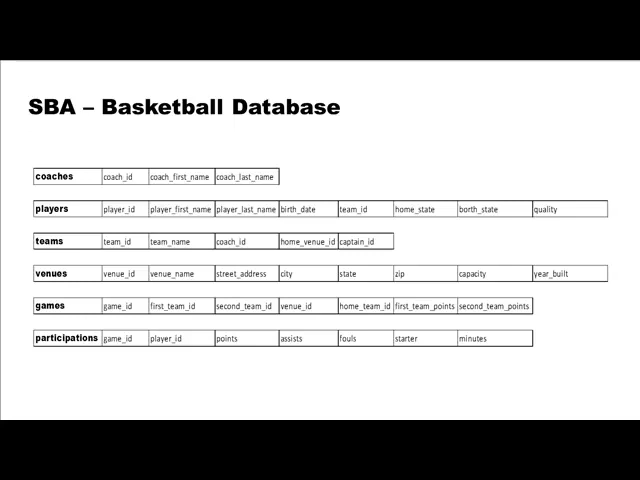 SBA – Basketball Database
coaches coach_id coach_first_name coach_last_name
players player_id player_first_name player_last_name birth_date team_id home_state borth_state quality
teams team_id team_name coach_id home_venue_id captain_id
venues venue_id venue_name street_address city state zip capacity year_built
games game_id first_team_id second_team_id venue_id home_team_id first_team_points second_team_points
participations game_id player_id points assists fouls starter minutes